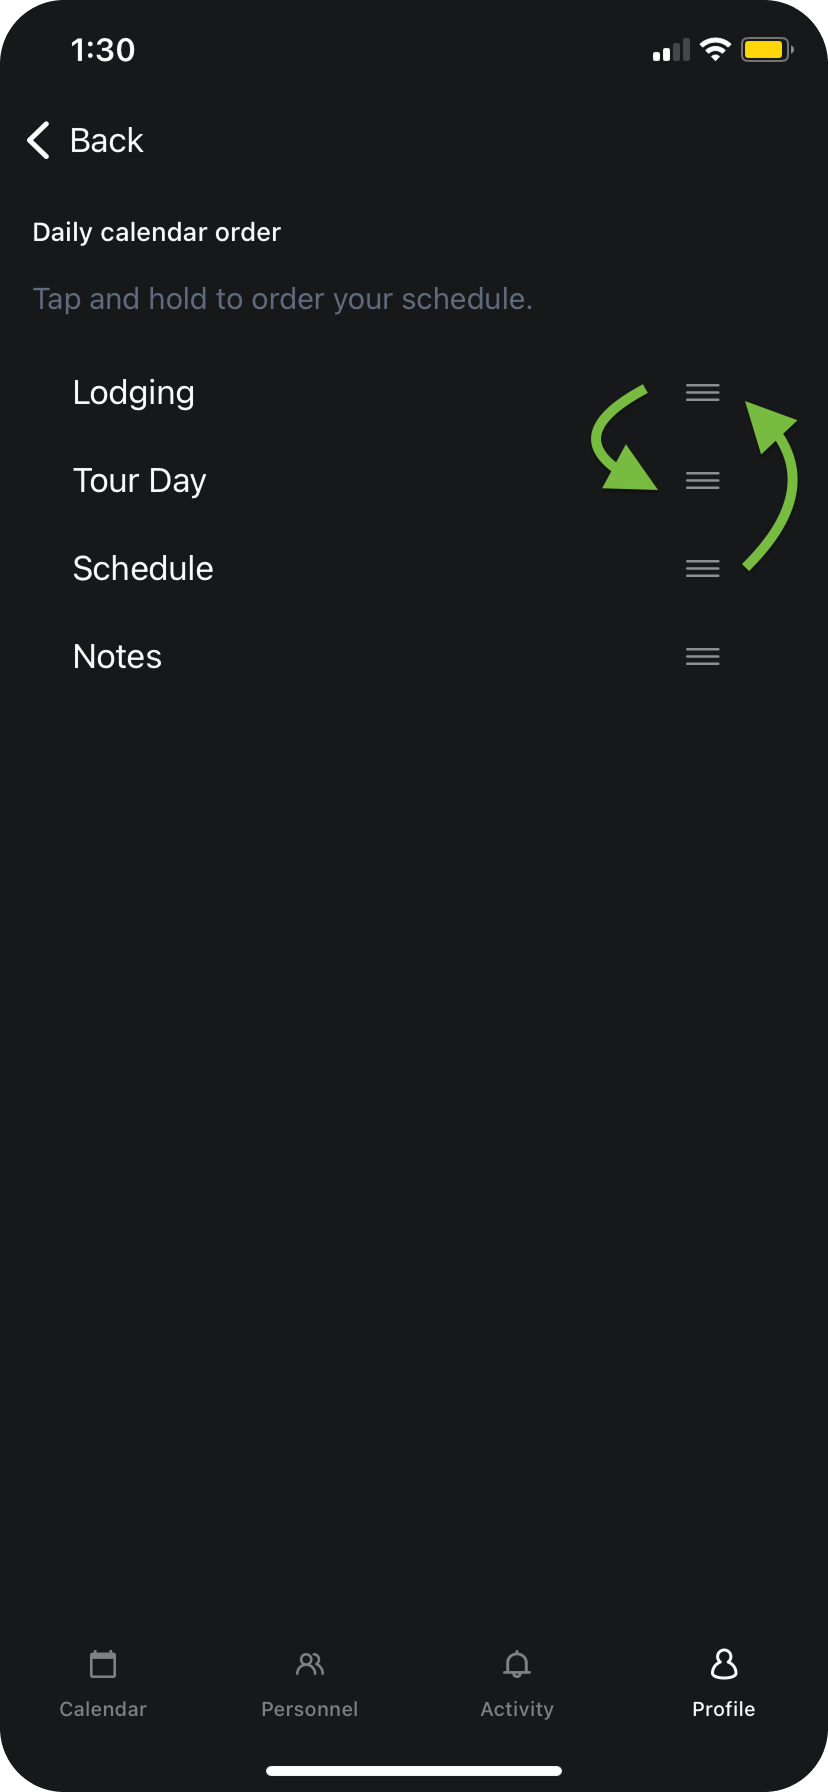 1:30
Back
Daily calendar order
Tap and hold to order your schedule.
Lodging
Tour Day
Schedule
Notes
Calendar
Personnel
Activity
Profile